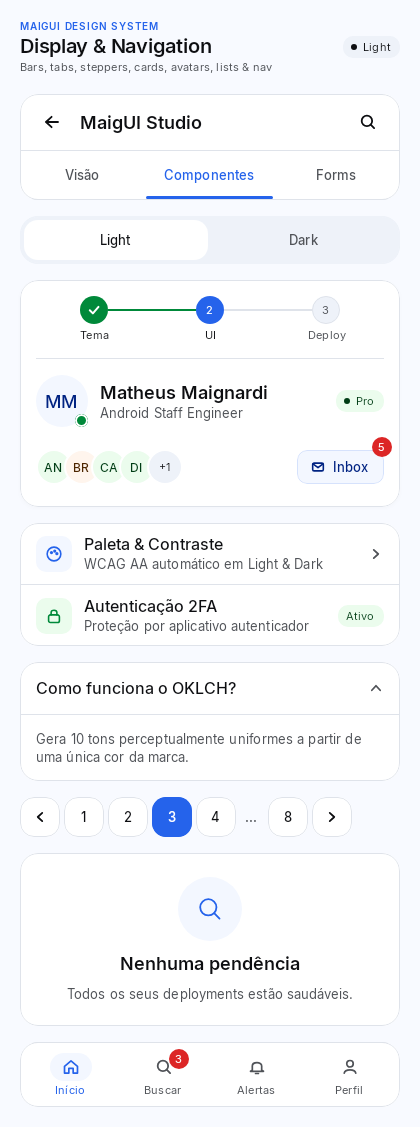 MAIGUI DESIGN SYSTEM
Display & Navigation
Light
Bars, tabs, steppers, cards, avatars, lists & nav
MaigUI Studio
Visão Componentes Forms
Light Dark
2 3
Tema UI Deploy
MM
Matheus Maignardi
Android Staff Engineer
Pro
AN BR CA DI +1
Inbox 5
Paleta & Contraste
WCAG AA automático em Light & Dark
Autenticação 2FA
Proteção por aplicativo autenticador
Ativo
Como funciona o OKLCH?
Gera 10 tons perceptualmente uniformes a partir de
uma única cor da marca.
1 2 3 4 ... 8
Nenhuma pendência
Todos os seus deployments estão saudáveis.
3
Início Buscar Alertas Perfil